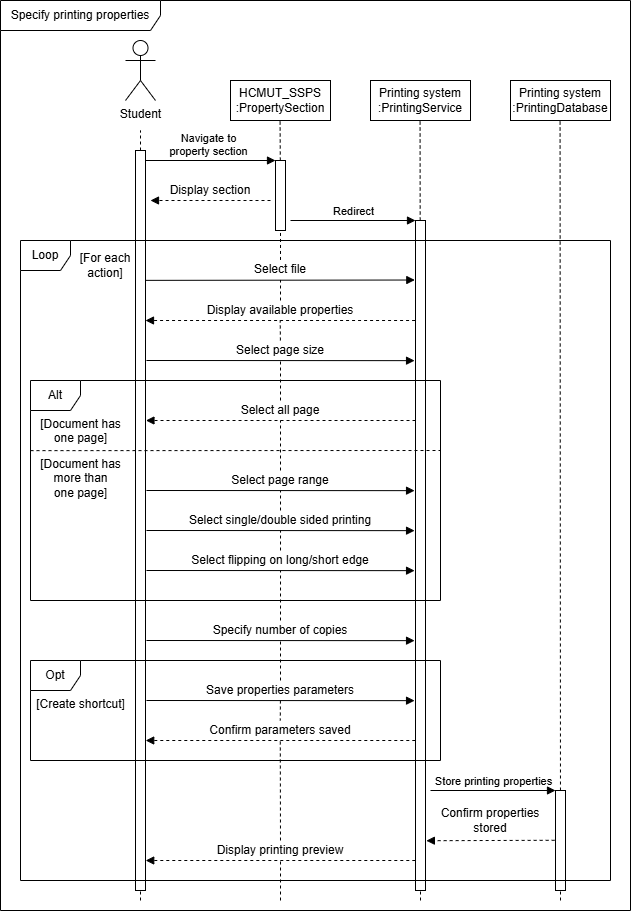 Specify printing properties
Student
HCMUT_SSPS
:PropertySection
Printing system
:PrintingService
Printing system
:PrintingDatabase
Navigate to
property section
Display section
Redirect
Loop
[For each
action]
Select file
Display available properties
Select page size
Alt
[Document has
one page]
Select all page
[Document has
more than
one page]
Select page range
Select single/double sided printing
Select flipping on long/short edge
Specify number of copies
Opt
[Create shortcut]
Save properties parameters
Confirm parameters saved
Store printing properties
Confirm properties
stored
Display printing preview